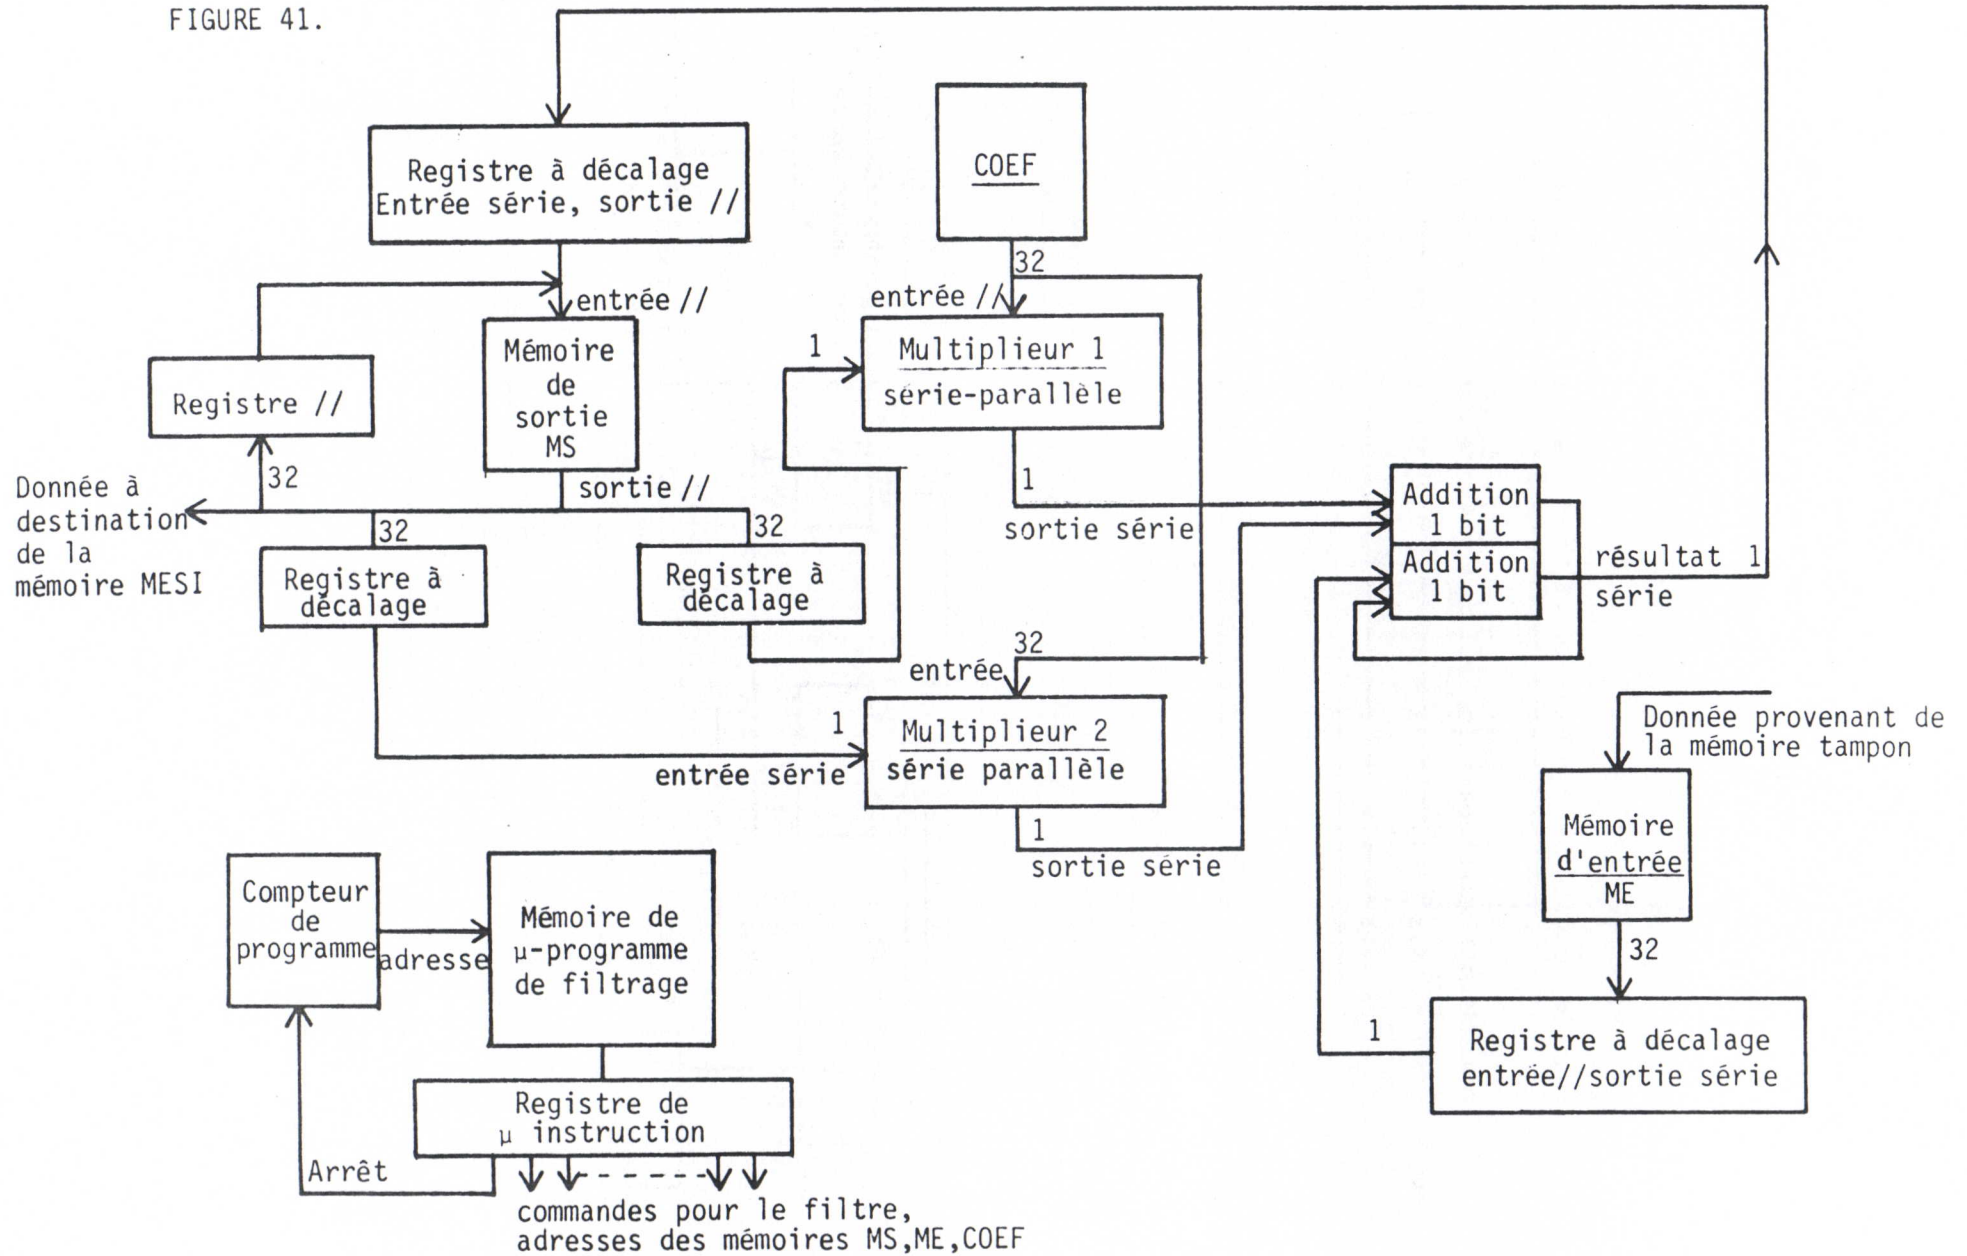 FIGURE 41.
Registre à décalage
Entrée série, sortie //
COEF
32
entrée //
entrée //
Mémoire
de
sortie
MS
1
Multiplieur 1
série-parallèle
Registre //
32
sortie //
1
sortie série
Donnée à
destination
de la
mémoire MESI
32
32
Registre à
décalage
Registre à
décalage
Addition
1 bit
Addition
1 bit
résultat 1
série
32
entrée
1
entrée série
Multiplieur 2
série parallèle
1
sortie série
Donnée provenant de
la mémoire tampon
Mémoire
d'entrée
ME
32
1
Registre à décalage
entrée//sortie série
Compteur
de
programme
adresse
Mémoire de
μ-programme
de filtrage
Registre de
μ instruction
Arrêt
commandes pour le filtre,
adresses des mémoires MS,ME,COEF